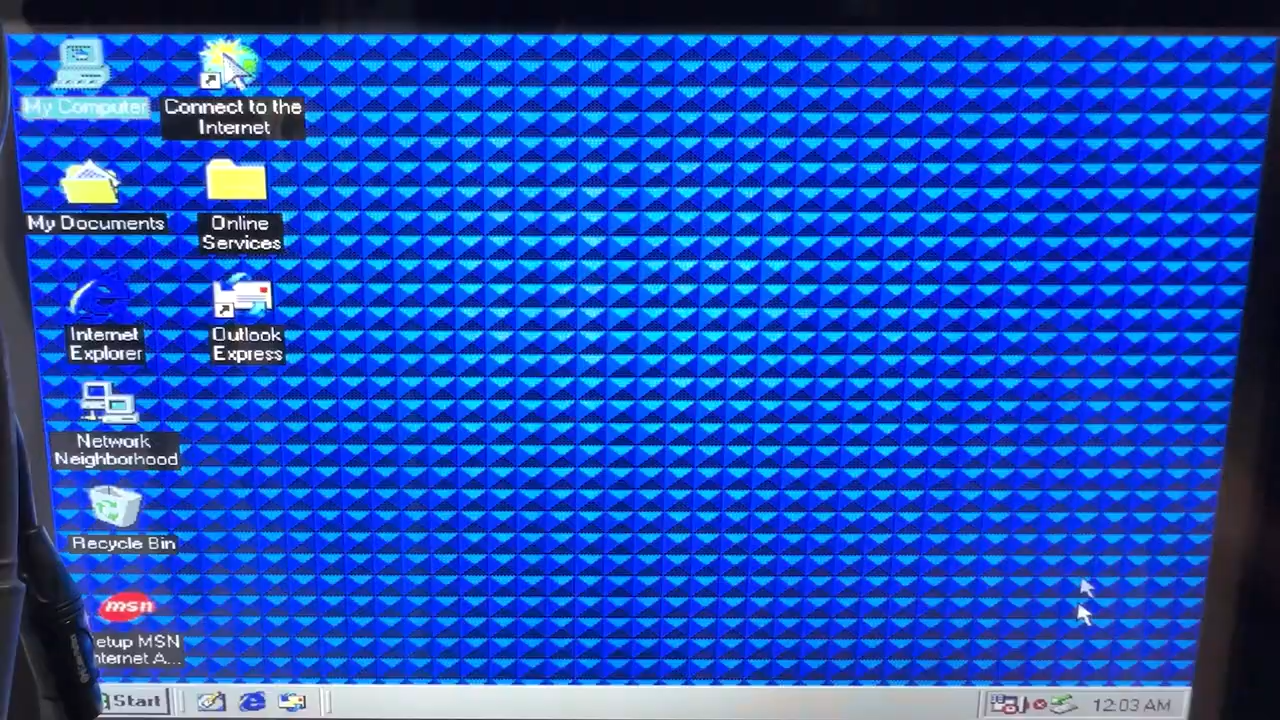 My Computer
Connect to the
Internet
My Documents
Online
Services
Internet
Explorer
Outlook
Express
Network
Neighborhood
Recycle Bin
msn
etup MSN
nternet A...
Start
12:03 AM